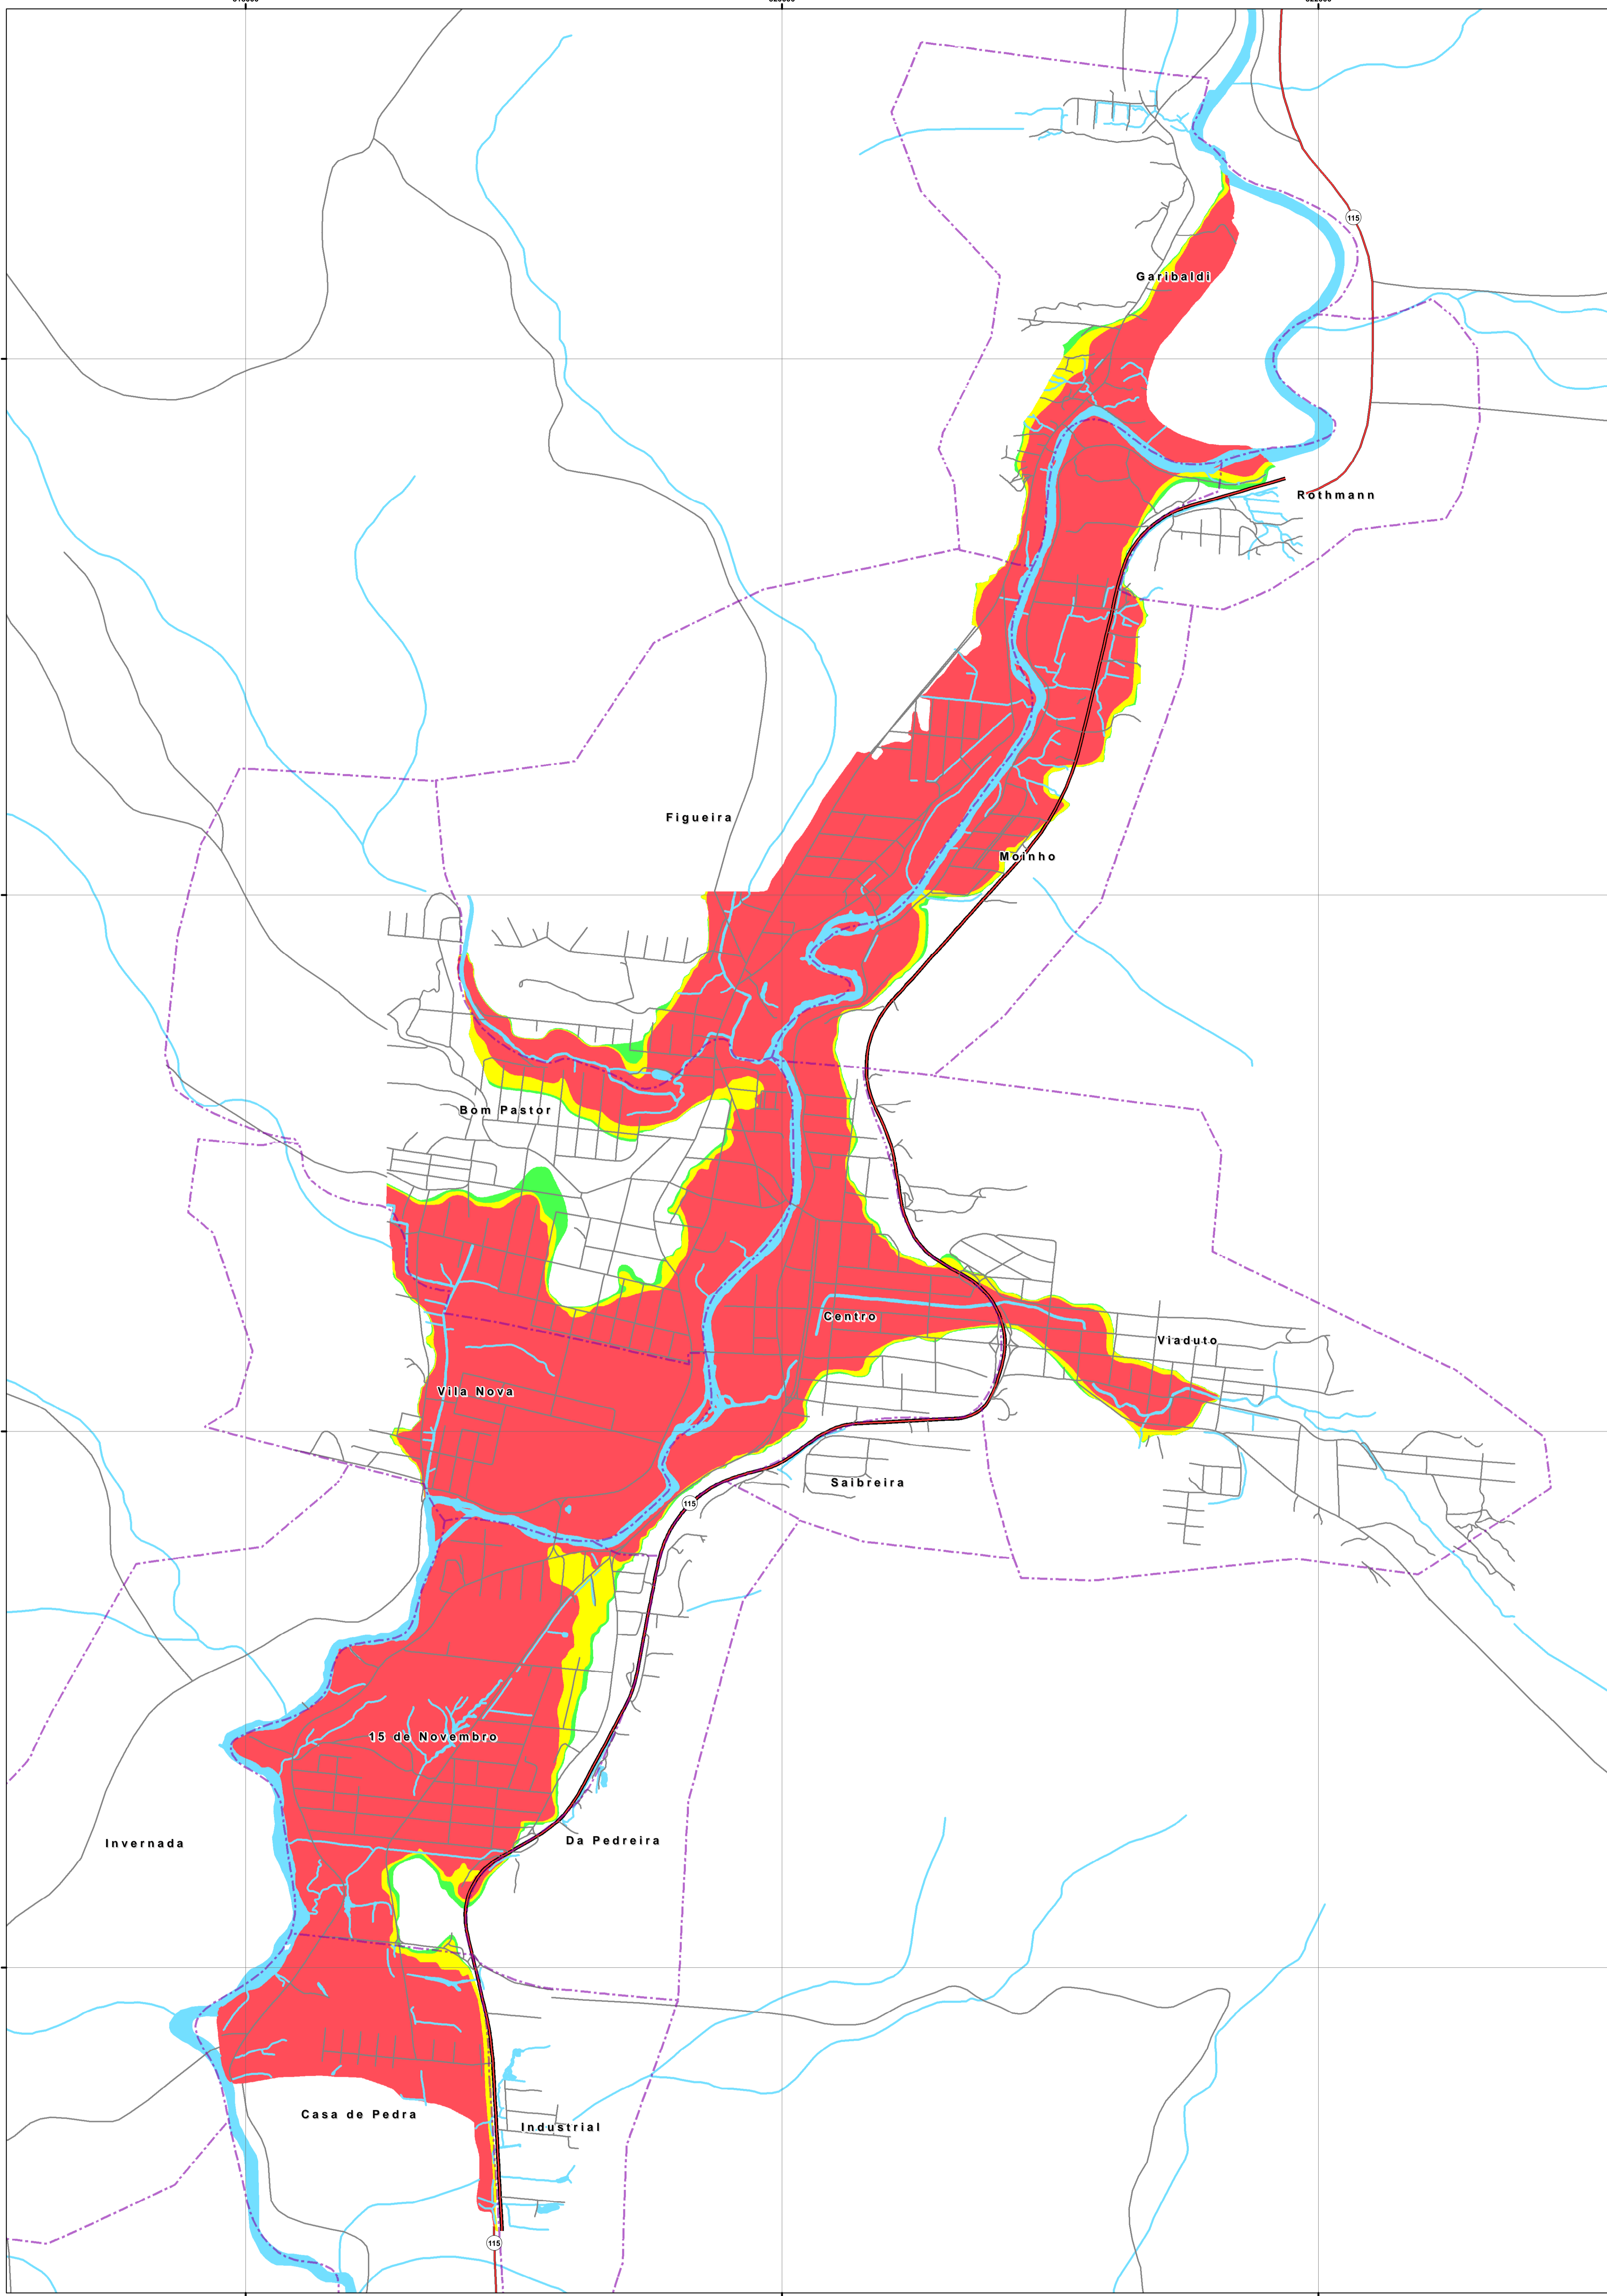 115
Garibaldi
Rothmann
Figueira
Moinho
Bom Pastor
Centro
Viaduto
Vila Nova
Saibreira
115
15 de Novembro
Da Pedreira
Invernada
Casa de Pedra
Industrial
115